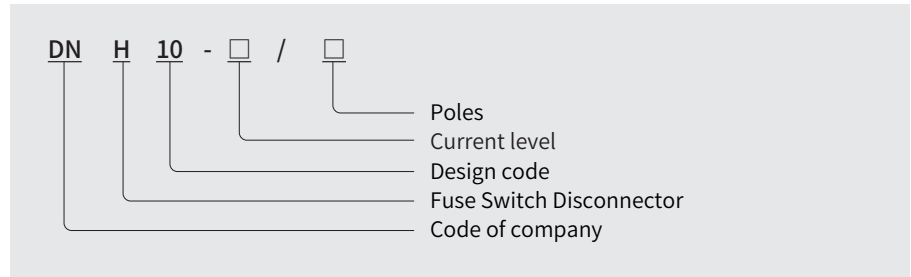 DN H 10 - □ / □
Poles
Current level
Design code
Fuse Switch Disconnector
Code of company